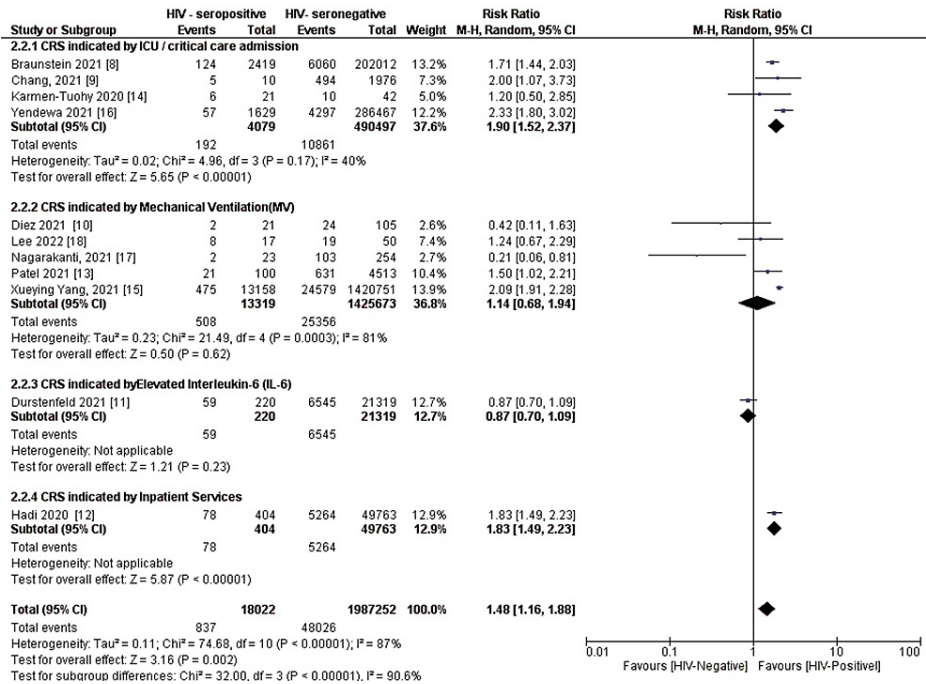 HIV - seropositive HIV- seronegative Risk Ratio Risk Ratio
Study or Subgroup Events Total Events Total Weight M-H, Random, 95% CI M-H, Random, 95% CI
2.2.1 CRS indicated by ICU / critical care admission
Braunstein 2021 [8] 124 2419 6060 202012 13.2% 1.71 [1.44, 2.03]
Chang, 2021 [9] 5 10 494 1976 7.3% 2.00 [1.07, 3.73]
Karmen-Tuohy 2020 [14] 6 21 10 42 5.0% 1.20 [0.50, 2.85]
Yendewa 2021 [16] 57 1629 4297 286467 12.2% 2.33 [1.80, 3.02]
Subtotal (95% CI) 4079 490497 37.6% 1.90 [1.52, 2.37]
Total events 192 10861
Heterogeneity: Tau² = 0.02; Chi² = 4.96, df = 3 (P = 0.17); I² = 40%
Test for overall effect: Z = 5.65 (P < 0.00001)
2.2.2 CRS indicated by Mechanical Ventilation(MV)
Diez 2021 [10] 2 21 24 105 2.6% 0.42 [0.11, 1.63]
Lee 2022 [18] 8 17 19 50 7.4% 1.24 [0.67, 2.29]
Nagarakanti, 2021 [17] 2 23 103 254 2.6% 0.21 [0.06, 0.81]
Patel 2021 [13] 21 100 631 4513 10.4% 1.50 [1.02, 2.21]
Xueying Yang, 2021 [15] 475 13158 24579 1420751 13.7% 2.09 [1.91, 2.28]
Subtotal (95% CI) 13319 1425673 36.8% 1.14 [0.68, 1.94]
Total events 508 25356
Heterogeneity: Tau² = 0.23; Chi² = 21.49, df = 4 (P = 0.0003); I² = 81%
Test for overall effect: Z = 0.50 (P = 0.62)
2.2.3 CRS indicated byElevated Interleukin-6 (IL-6)
Durstenfeld 2021 [11] 59 220 6545 21319 12.7% 0.87 [0.70, 1.09]
Subtotal (95% CI) 220 21319 12.7% 0.87 [0.70, 1.09]
Total events 59 6545
Heterogeneity: Not applicable
Test for overall effect: Z = 1.21 (P = 0.23)
2.2.4 CRS indicated by Inpatient Services
Hadi 2020 [12] 78 404 5264 49763 12.9% 1.83 [1.49, 2.23]
Subtotal (95% CI) 404 49763 12.9% 1.83 [1.49, 2.23]
Total events 78 5264
Heterogeneity: Not applicable
Test for overall effect: Z = 5.87 (P < 0.00001)
Total (95% CI) 18022 1987252 100.0% 1.48 [1.16, 1.88]
Total events 837 48026
Heterogeneity: Tau² = 0.11; Chi² = 74.68, df = 10 (P < 0.00001); I² = 87%
Test for overall effect: Z = 3.16 (P = 0.002)
Test for subgroup differences: Chi² = 32.00, df = 3 (P < 0.00001), I² = 90.6%
0.01 0.1 1 10 100
Favours [HIV-Negative] Favours [HIV-Positive]